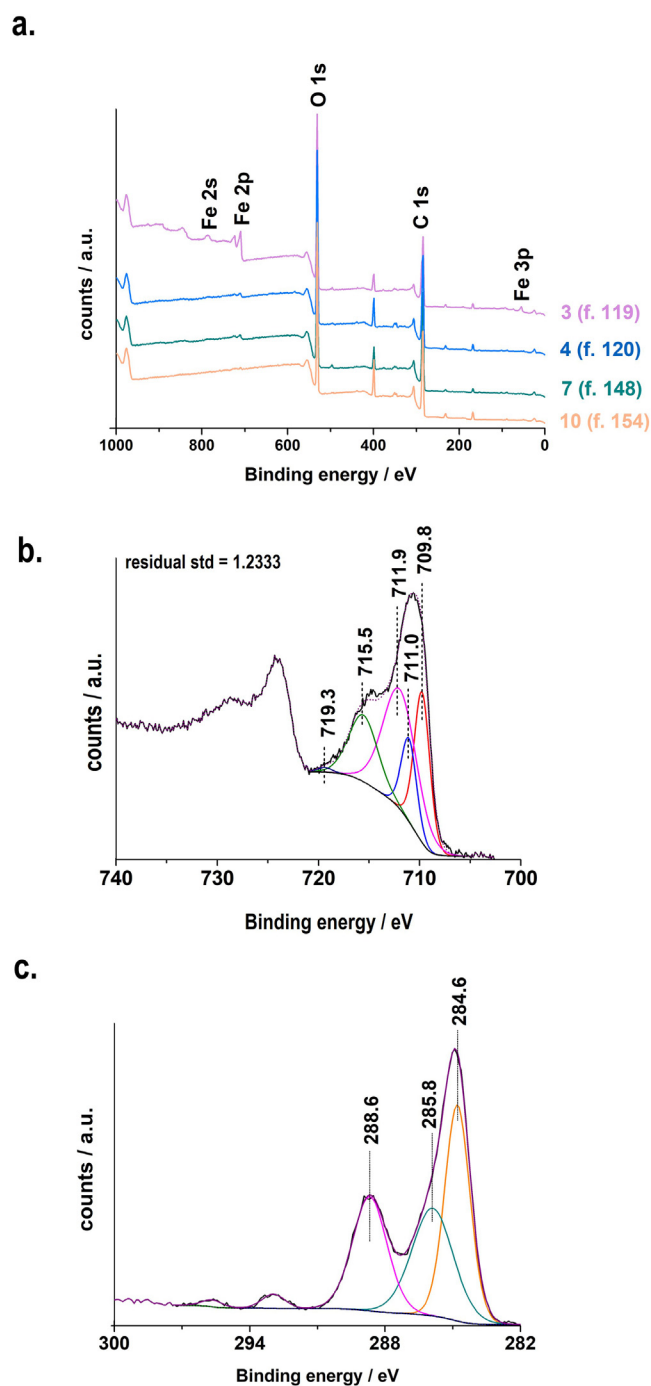 a.
O 1s
Fe 2s
Fe 2p
C 1s
Fe 3p
counts / a.u.
3 (f. 119)
4 (f. 120)
7 (f. 148)
10 (f. 154)
1000 800 600 400 200 0
Binding energy / eV
b.
residual std = 1.2333
719.3
715.5
711.9
711.0
709.8
counts / a.u.
740 730 720 710 700
Binding energy / eV
c.
288.6
285.8
284.6
counts / a.u.
300 294 288 282
Binding energy / eV